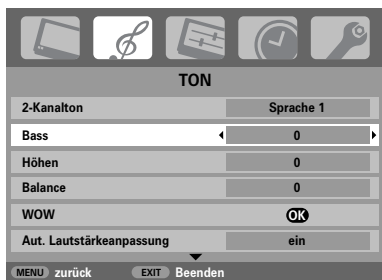 TON
2-Kanalton Sprache 1
Bass 0
Höhen 0
Balance 0
WOW OK
Aut. Lautstärkeanpassung ein
MENU zurück EXIT Beenden